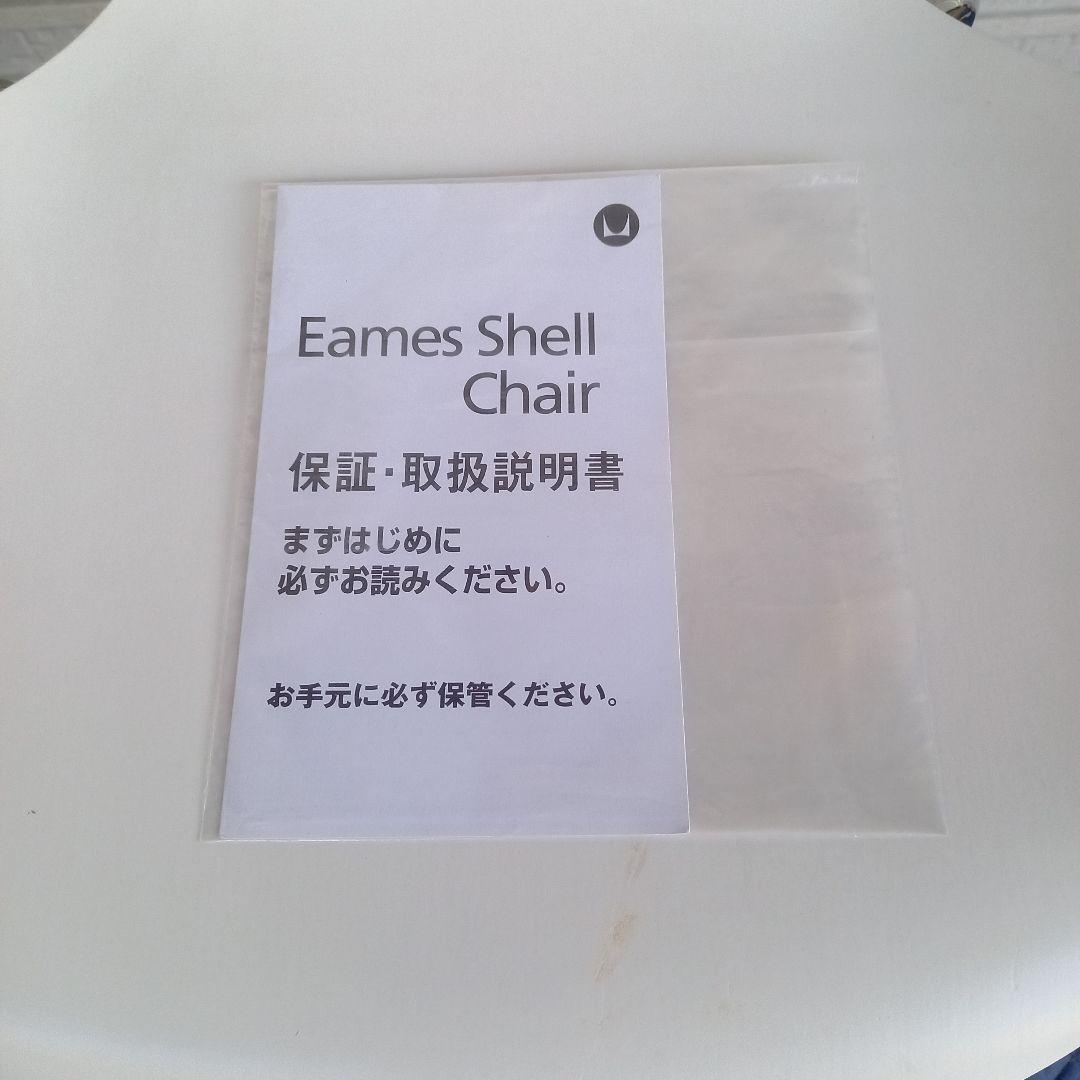 Eames Shell
Chair
保証・取扱説明書
まずはじめに
必ずお読みください。
お手元に必ず保管ください。